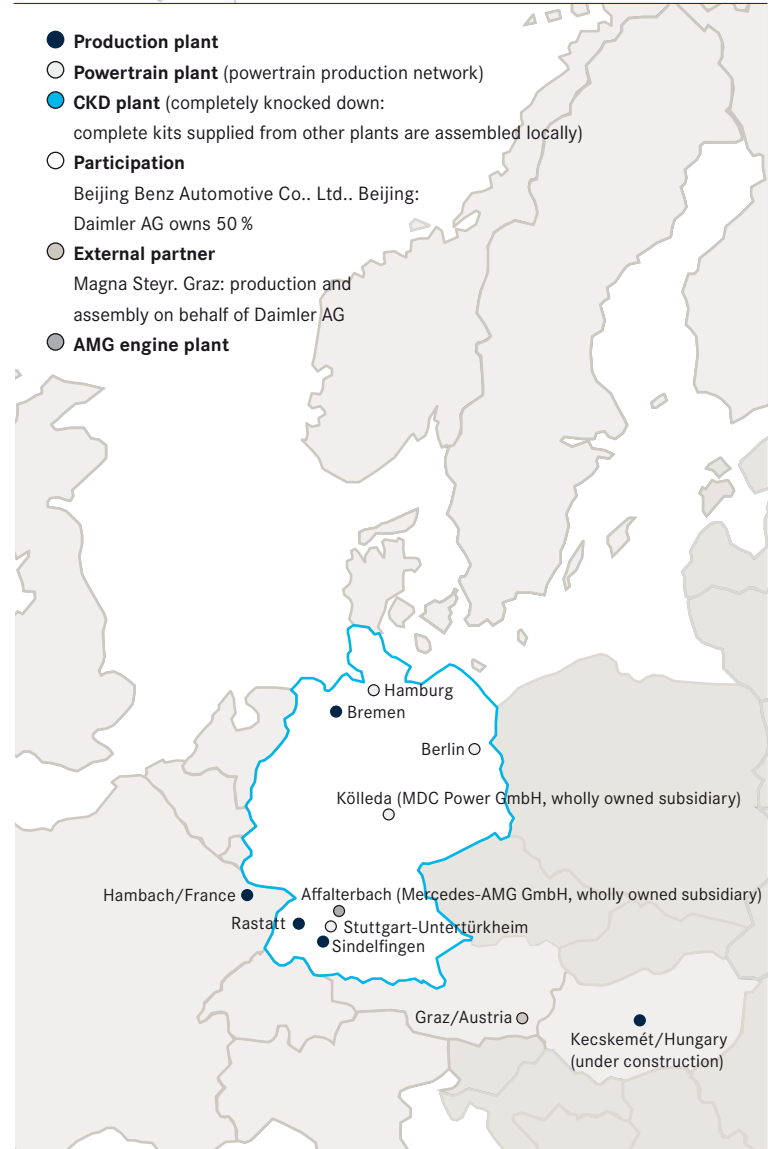 Production plant
Powertrain plant (powertrain production network)
CKD plant (completely knocked down:
complete kits supplied from other plants are assembled locally)
Participation
Beijing Benz Automotive Co.. Ltd.. Beijing:
Daimler AG owns 50 %
External partner
Magna Steyr. Graz: production and
assembly on behalf of Daimler AG
AMG engine plant
Hamburg
Bremen
Berlin
Kölleda (MDC Power GmbH, wholly owned subsidiary)
Hambach/France
Affalterbach (Mercedes-AMG GmbH, wholly owned subsidiary)
Rastatt
Stuttgart-Untertürkheim
Sindelfingen
Graz/Austria
Kecskemét/Hungary
(under construction)